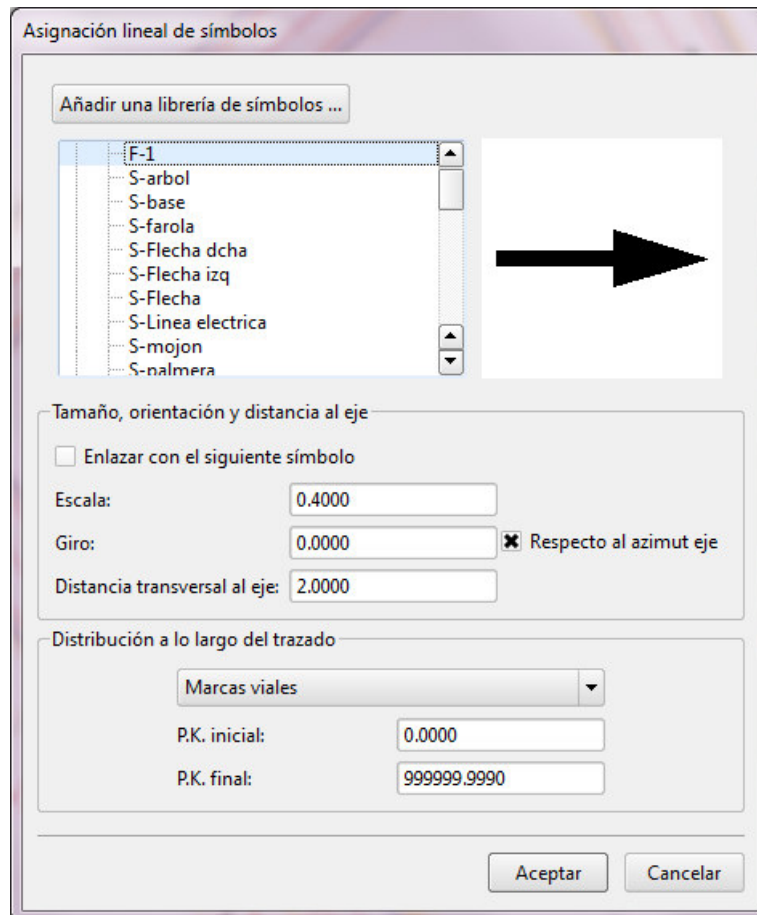 Asignación lineal de símbolos
Añadir una librería de símbolos ...
F-1
S-arbol
S-base
S-farola
S-Flecha dcha
S-Flecha izq
S-Flecha
S-Linea electrica
S-mojon
S-palmera
Tamaño, orientación y distancia al eje
Enlazar con el siguiente símbolo
Escala: 0.4000
Giro: 0.0000 Respecto al azimut eje
Distancia transversal al eje: 2.0000
Distribución a lo largo del trazado
Marcas viales
P.K. inicial: 0.0000
P.K. final: 999999.9990
Aceptar Cancelar